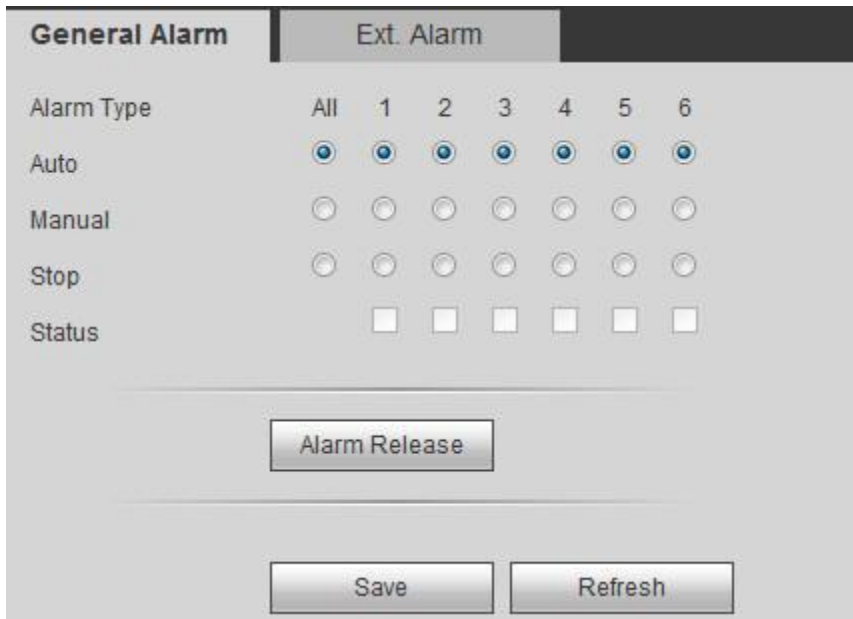 General Alarm Ext. Alarm
Alarm Type All 1 2 3 4 5 6
Auto
Manual
Stop
Status
Alarm Release
Save Refresh